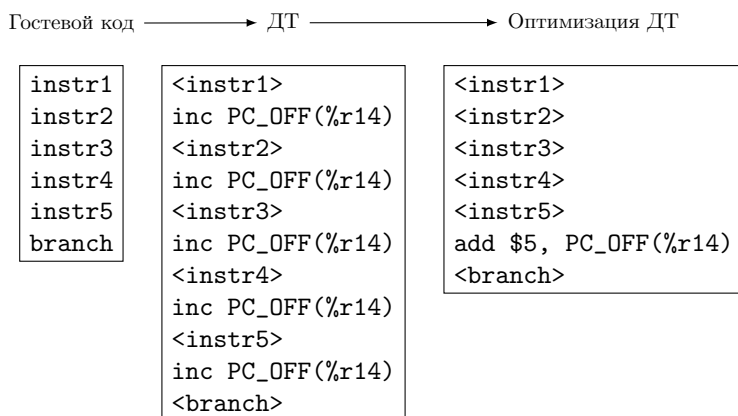 Гостевой код ДТ Оптимизация ДТ
instr1
instr2
instr3
instr4
instr5
branch
<instr1>
inc PC_OFF(%r14)
<instr2>
inc PC_OFF(%r14)
<instr3>
inc PC_OFF(%r14)
<instr4>
inc PC_OFF(%r14)
<instr5>
inc PC_OFF(%r14)
<branch>
<instr1>
<instr2>
<instr3>
<instr4>
<instr5>
add $5, PC_OFF(%r14)
<branch>